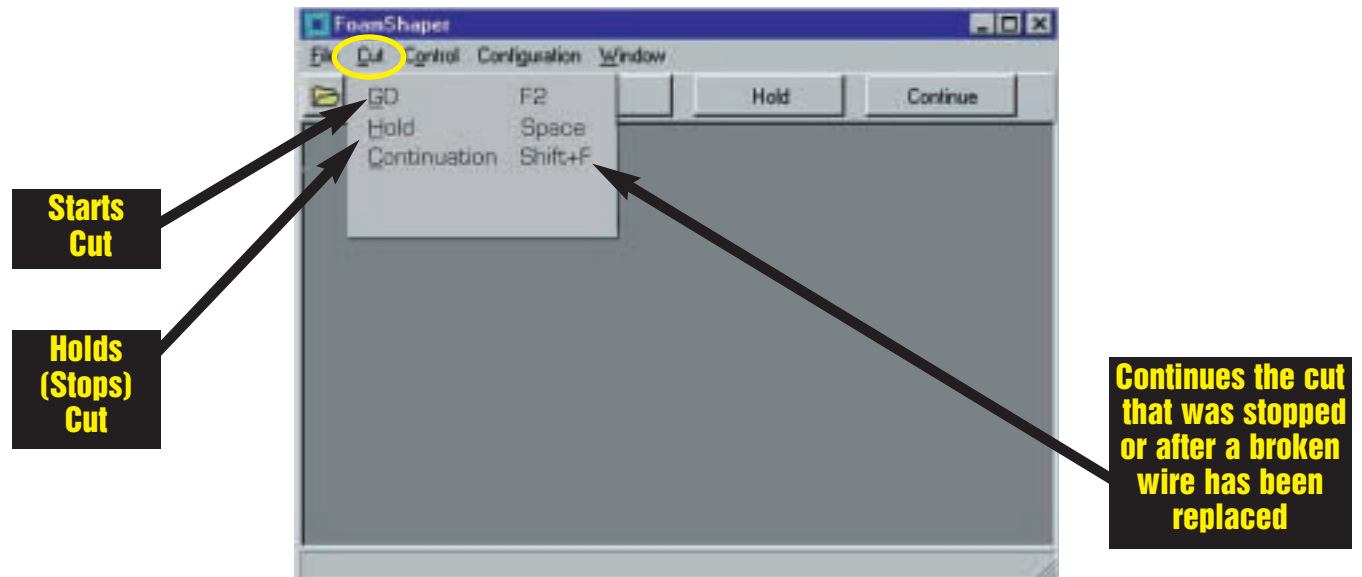 FoamShaper
File Cut Control Configuration Window
Hold Continue
GO F2
Hold Space
Continuation Shift+F
Starts
Cut
Holds
(Stops)
Cut
Continues the cut
that was stopped
or after a broken
wire has been
replaced